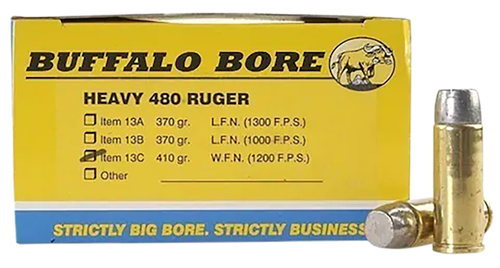 BUFFALO BORE
HEAVY 480 RUGER
Item 13A 370 gr. L.F.N. (1300 F.P.S.)
Item 13B 370 gr. L.F.N. (1000 F.P.S.)
Item 13C 410 gr. W.F.N. (1200 F.P.S.)
Other
STRICTLY BIG BORE. STRICTLY BUSINESS